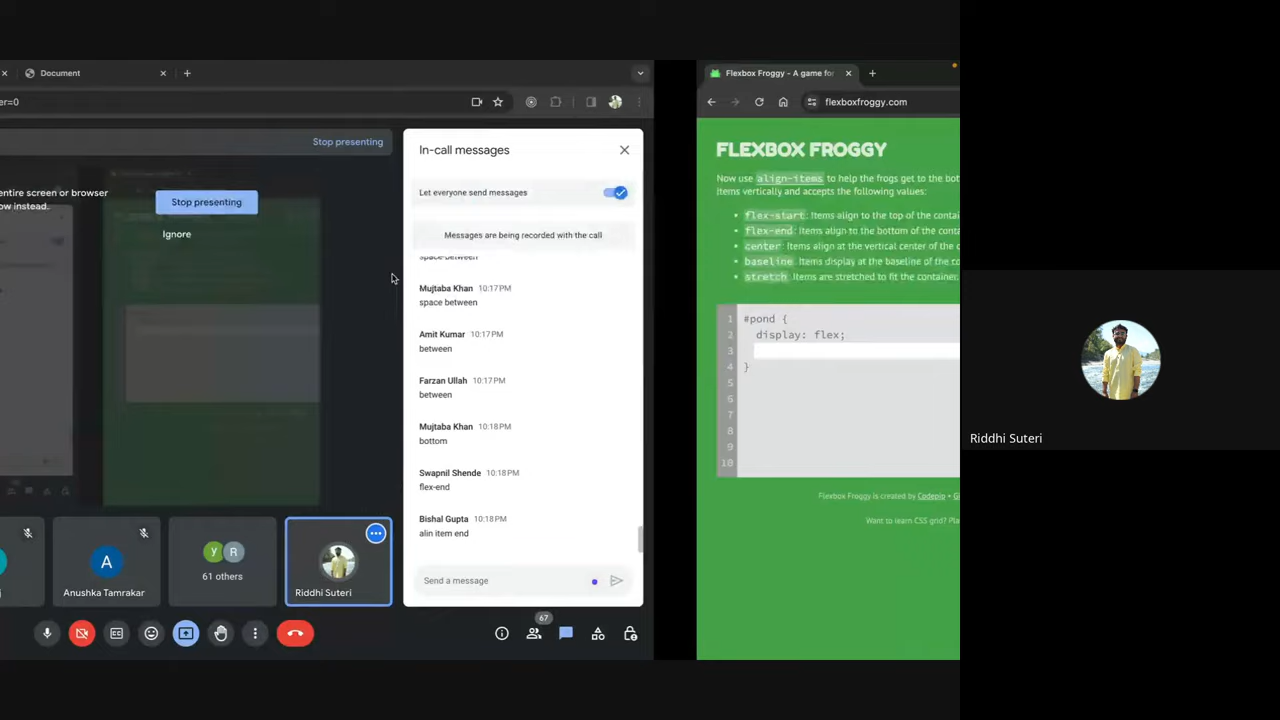 Document
er=0
Stop presenting
entire screen or browser
ow instead.
Stop presenting
Ignore
In-call messages
Let everyone send messages
Messages are being recorded with the call
space-between
Mujtaba Khan 10:17 PM
space between
Amit Kumar 10:17 PM
between
Farzan Ullah 10:17 PM
between
Mujtaba Khan 10:18 PM
bottom
Swapnil Shende 10:18 PM
flex-end
Bishal Gupta 10:18 PM
alin item end
Send a message
A
Anushka Tamrakar
y R
61 others
Riddhi Suteri
67
Flexbox Froggy - A game for
flexboxfroggy.com
FLEXBOX FROGGY
Now use align-items to help the frogs get to the bot
items vertically and accepts the following values:
flex-start: Items align to the top of the contai
flex-end: Items align to the bottom of the conta
center: Items align at the vertical center of the c
baseline: Items display at the baseline of the co
stretch: Items are stretched to fit the container.
1 #pond {
2 display: flex;
3
4 }
5
6
7
8
9
10
Flexbox Froggy is created by Codepip • Gi
Want to learn CSS grid? Pla
Riddhi Suteri